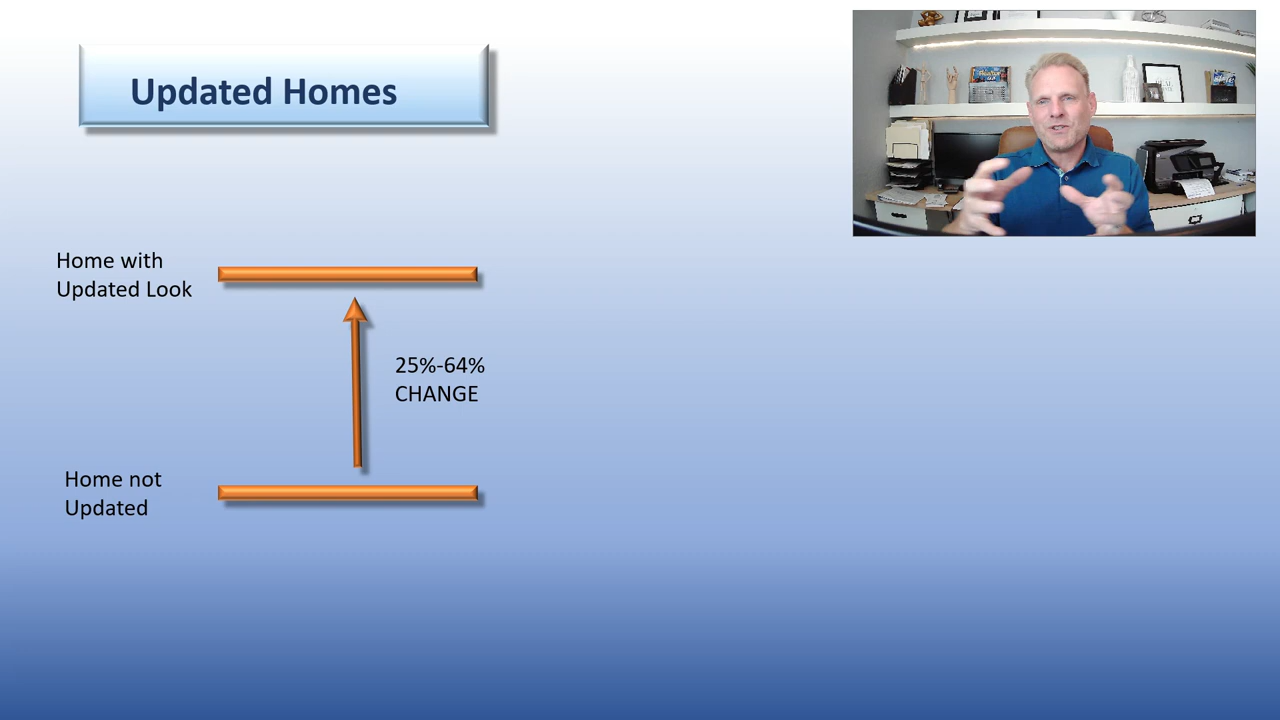 Updated Homes
Home with
Updated Look
25%-64%
CHANGE
Home not
Updated